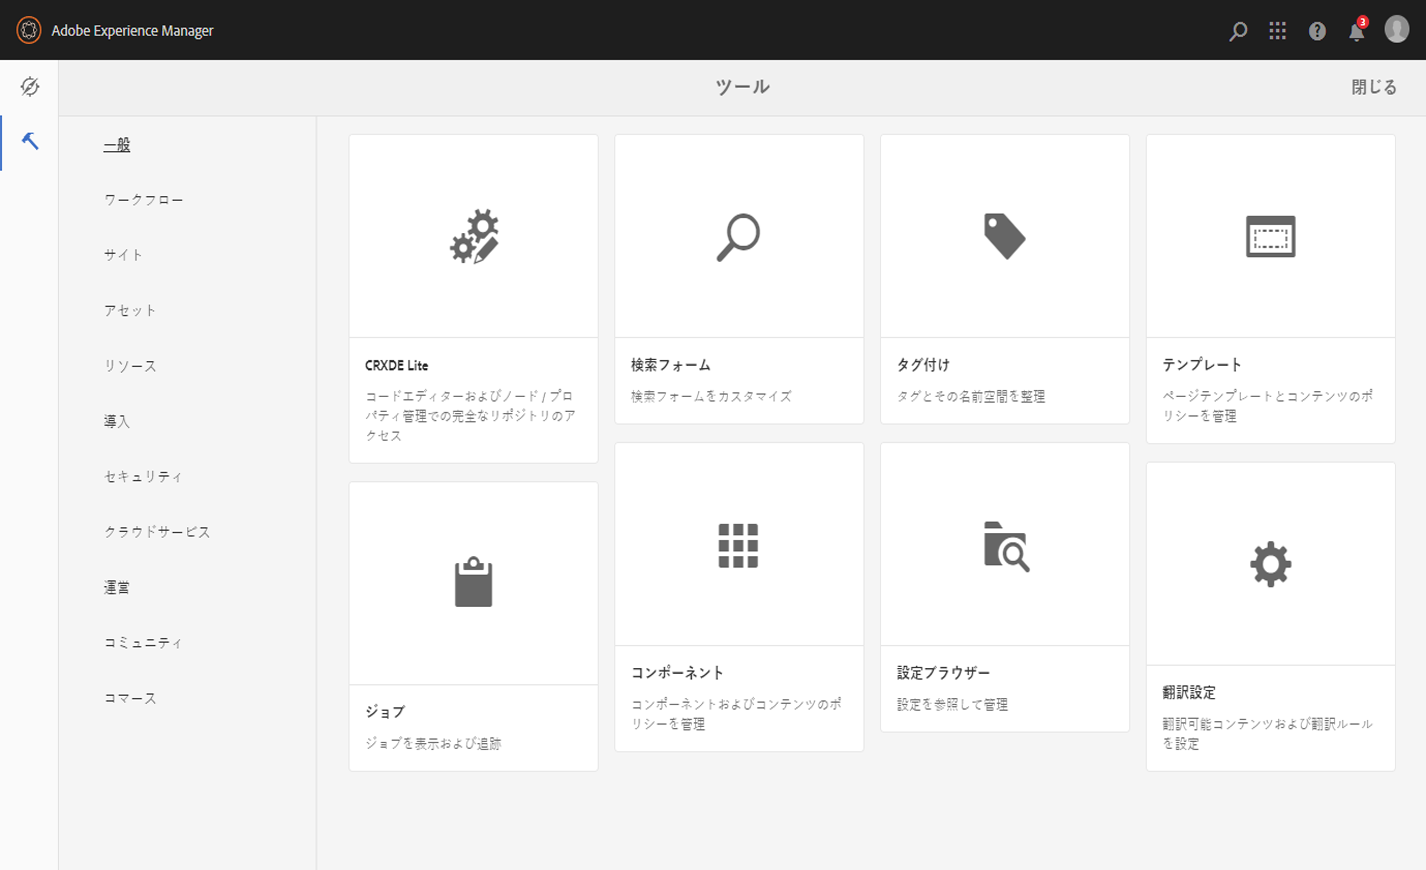 Adobe Experience Manager
3
ツール
閉じる
一般
ワークフロー
サイト
アセット
リソース
導入
セキュリティ
クラウドサービス
運営
コミュニティ
コマース
CRXDE Lite
コードエディターおよびノード / プロ
パティ管理での完全なリポジトリのア
クセス
検索フォーム
検索フォームをカスタマイズ
タグ付け
タグとその名前空間を整理
テンプレート
ページテンプレートとコンテンツのポ
リシーを管理
ジョブ
ジョブを表示および追跡
コンポーネント
コンポーネントおよびコンテンツのポ
リシーを管理
設定ブラウザー
設定を参照して管理
翻訳設定
翻訳可能コンテンツおよび翻訳ルール
を設定